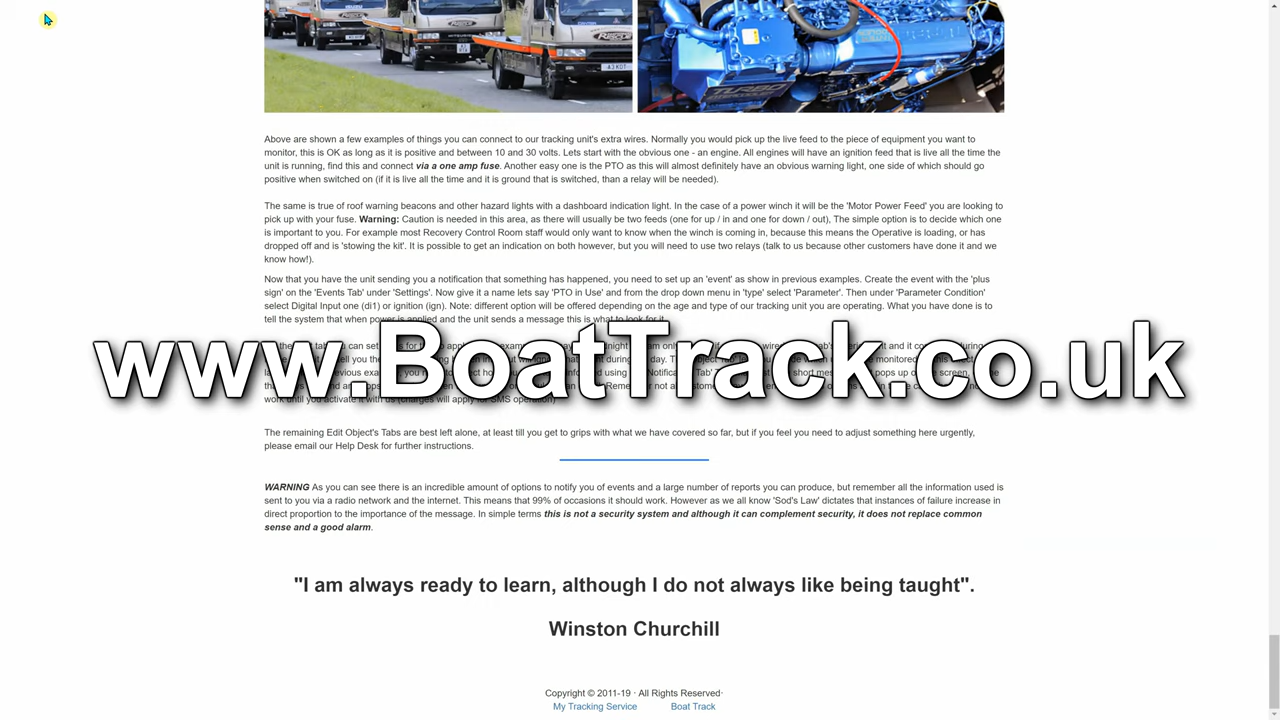 Above are shown a few examples of things you can connect to our tracking unit's extra wires. Normally you would pick up the live feed to the piece of equipment you want to
monitor, this is OK as long as it is positive and between 10 and 30 volts. Lets start with the obvious one - an engine. All engines will have an ignition feed that is live all the time the
unit is running, find this and connect via a one amp fuse. Another easy one is the PTO as this will almost definitely have an obvious warning light, one side of which should go
positive when switched on (if it is live all the time and it is ground that is switched, than a relay will be needed).
The same is true of roof warning beacons and other hazard lights with a dashboard indication light. In the case of a power winch it will be the 'Motor Power Feed' you are looking to
pick up with your fuse. Warning: Caution is needed in this area, as there will usually be two feeds (one for up / in and one for down / out), The simple option is to decide which one
is important to you. For example most Recovery Control Room staff would only want to know when the winch is coming in, because this means the Operative is loading, or has
dropped off and is 'stowing the kit'. It is possible to get an indication on both however, but you will need to use two relays (talk to us because other customers have done it and we
know how!).
Now that you have the unit sending you a notification that something has happened, you need to set up an 'event' as show in previous examples. Create the event with the 'plus
sign' on the 'Events Tab' under 'Settings'. Now give it a name lets say 'PTO in Use' and from the drop down menu in 'type' select 'Parameter'. Then under 'Parameter Condition'
select Digital Input one (di1) or ignition (ign). Note: different option will be offered depending on the age and type of our tracking unit you are operating. What you have done is to
tell the system that when power is applied and the unit sends a message this is what to look for it.
www.BoatTrack.co.uk
work until you activate it with us (charges will apply for SMS operation)
The remaining Edit Object's Tabs are best left alone, at least till you get to grips with what we have covered so far, but if you feel you need to adjust something here urgently,
please email our Help Desk for further instructions.
WARNING As you can see there is an incredible amount of options to notify you of events and a large number of reports you can produce, but remember all the information used is
sent to you via a radio network and the internet. This means that 99% of occasions it should work. However as we all know 'Sod's Law' dictates that instances of failure increase in
direct proportion to the importance of the message. In simple terms this is not a security system and although it can complement security, it does not replace common
sense and a good alarm.
"I am always ready to learn, although I do not always like being taught".
Winston Churchill
Copyright © 2011-19 · All Rights Reserved·
My Tracking Service Boat Track